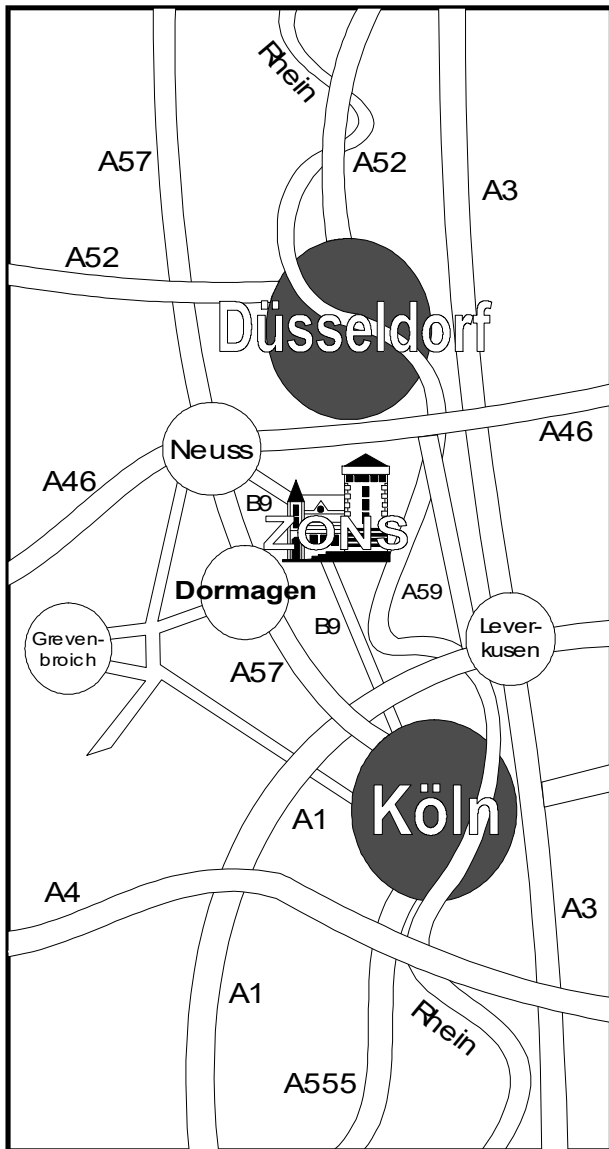 Rhein
A57
A52
A3
A52
Düsseldorf
A46
Neuss
A46
B9
ZONS
Dormagen
A59
B9
Lever-
kusen
Greven-
broich
A57
Köln
A1
A4
A3
A1
Rhein
A555